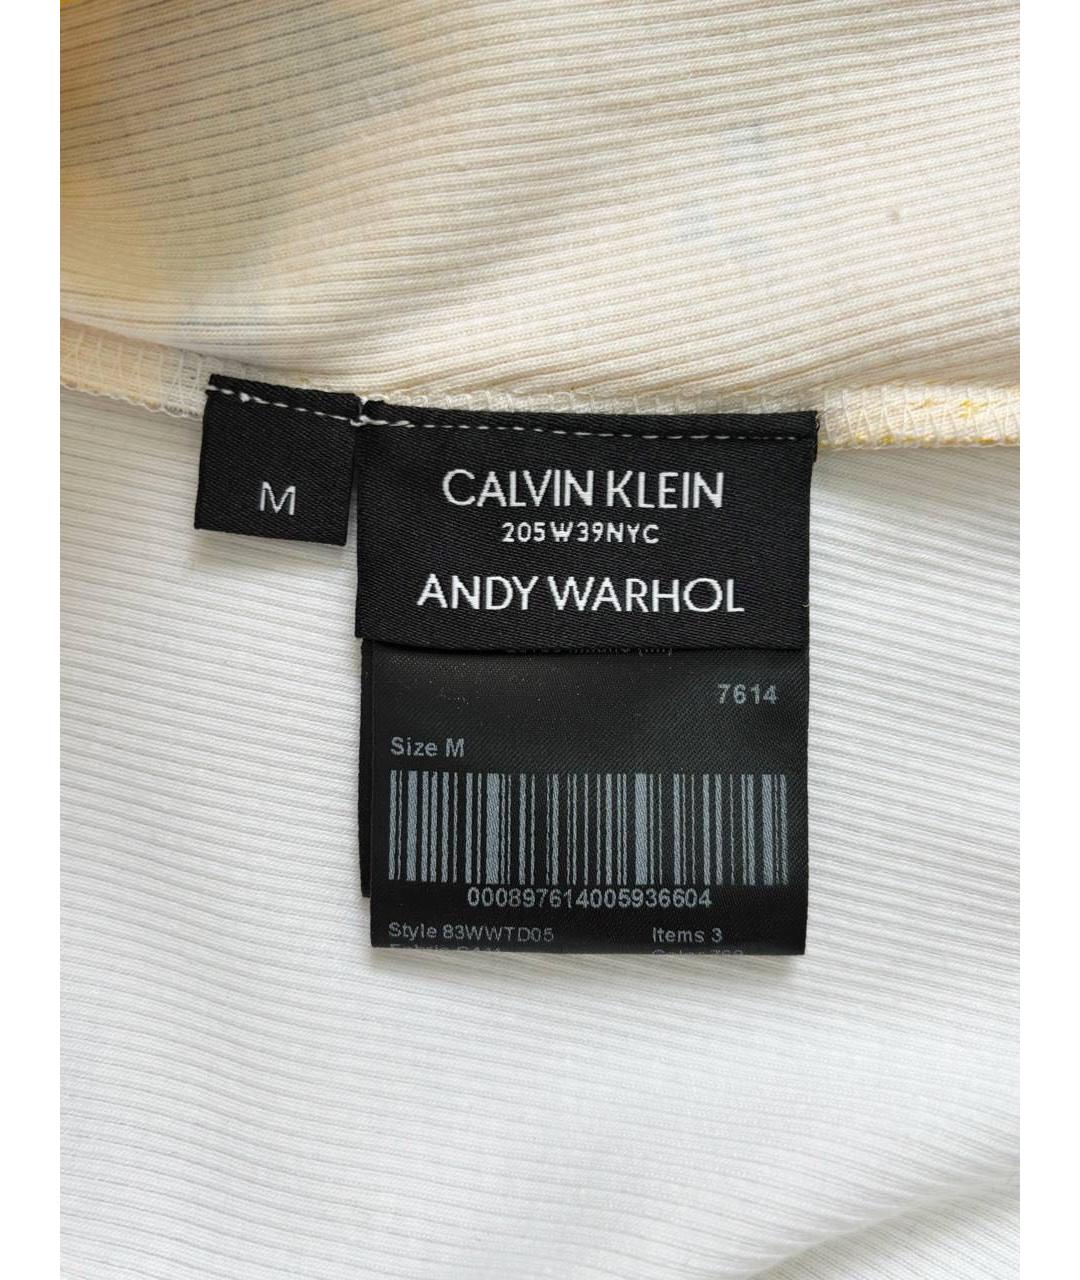 M
CALVIN KLEIN
205W39NYC
ANDY WARHOL
7614
Size M
000897614005936604
Style 83WWTD05 Items 3